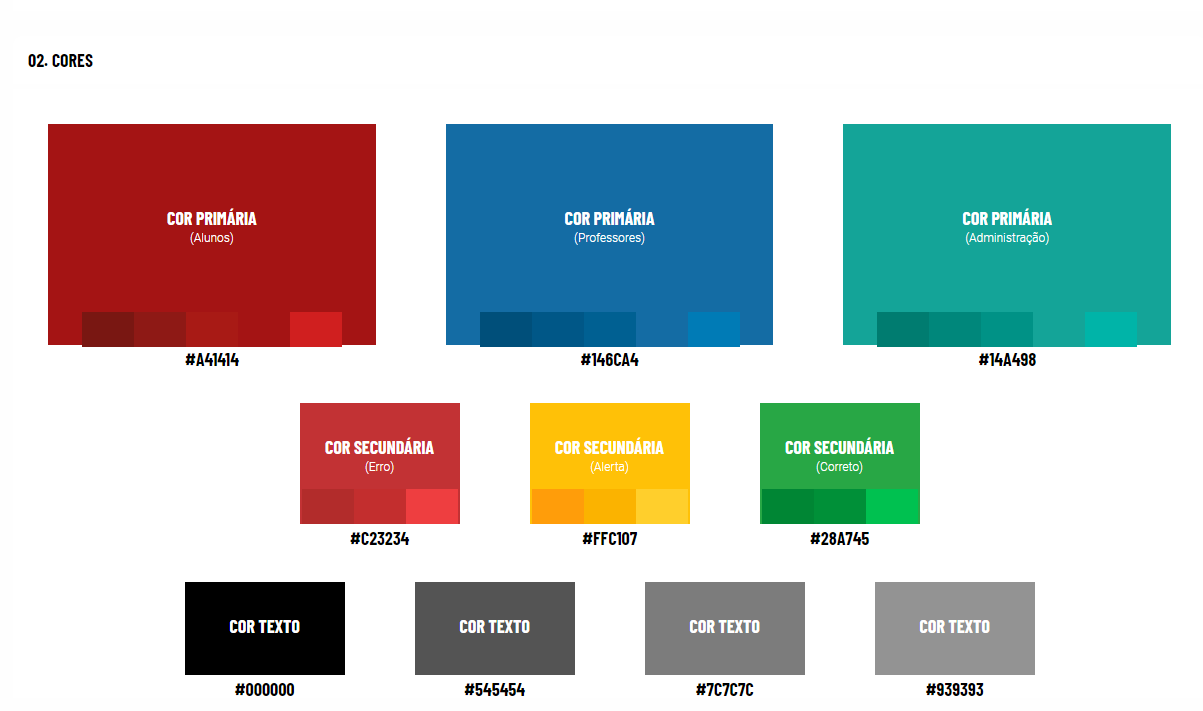 02. CORES
COR PRIMÁRIA
(Alunos)
#A41414
COR PRIMÁRIA
(Professores)
#146CA4
COR PRIMÁRIA
(Administração)
#14A498
COR SECUNDÁRIA
(Erro)
#C23234
COR SECUNDÁRIA
(Alerta)
#FFC107
COR SECUNDÁRIA
(Correto)
#28A745
COR TEXTO
#000000
COR TEXTO
#545454
COR TEXTO
#7C7C7C
COR TEXTO
#939393